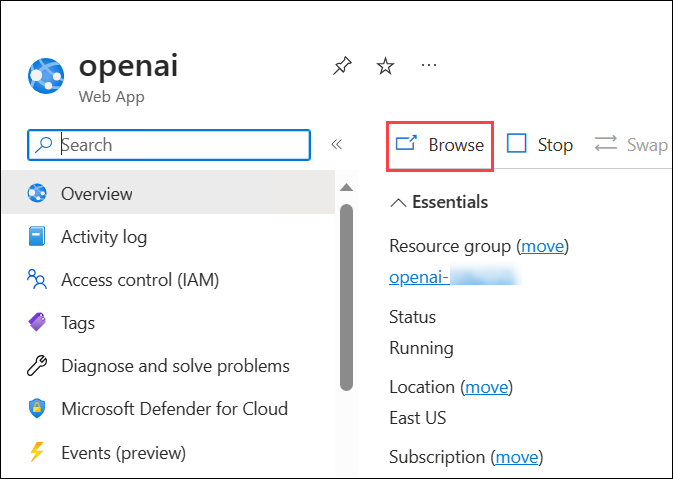 openai
Web App
Search
Browse Stop Swap
Overview
Activity log
Access control (IAM)
Tags
Diagnose and solve problems
Microsoft Defender for Cloud
Events (preview)
Essentials
Resource group (move)
openai-
Status
Running
Location (move)
East US
Subscription (move)